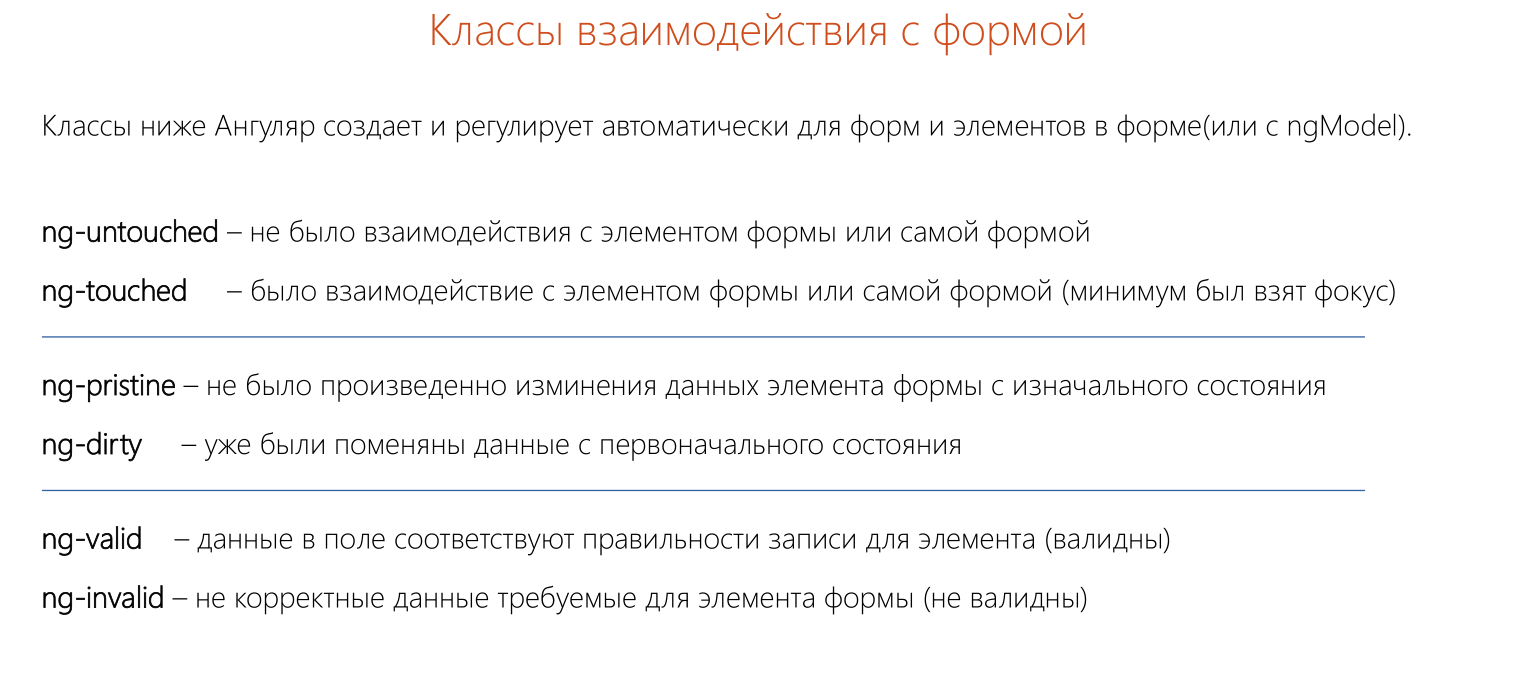 Классы взаимодействия с формой
Классы ниже Ангуляр создает и регулирует автоматически для форм и элементов в форме(или с ngModel).
ng-untouched – не было взаимодействия с элементом формы или самой формой
ng-touched – было взаимодействие с элементом формы или самой формой (минимум был взят фокус)
ng-pristine – не было произведенно изминения данных элемента формы с изначального состояния
ng-dirty – уже были поменяны данные с первоначального состояния
ng-valid – данные в поле соответствуют правильности записи для элемента (валидны)
ng-invalid – не корректные данные требуемые для элемента формы (не валидны)